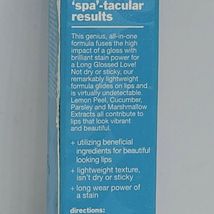 'spa'-tacular
results
This genius, all-in-one
formula fuses the high
impact of a gloss with
brilliant stain power for
a Long Glossed Love!
Not dry or sticky, our
remarkably lightweight
formula glides on lips and
is virtually undetectable.
Lemon Peel, Cucumber,
Parsley and Marshmallow
Extracts all contribute to
lips that look vibrant
and beautiful.
+ utilizing beneficial
ingredients for beautiful
looking lips
+ lightweight texture,
isn't dry or sticky
+ long wear power of
a stain
directions: